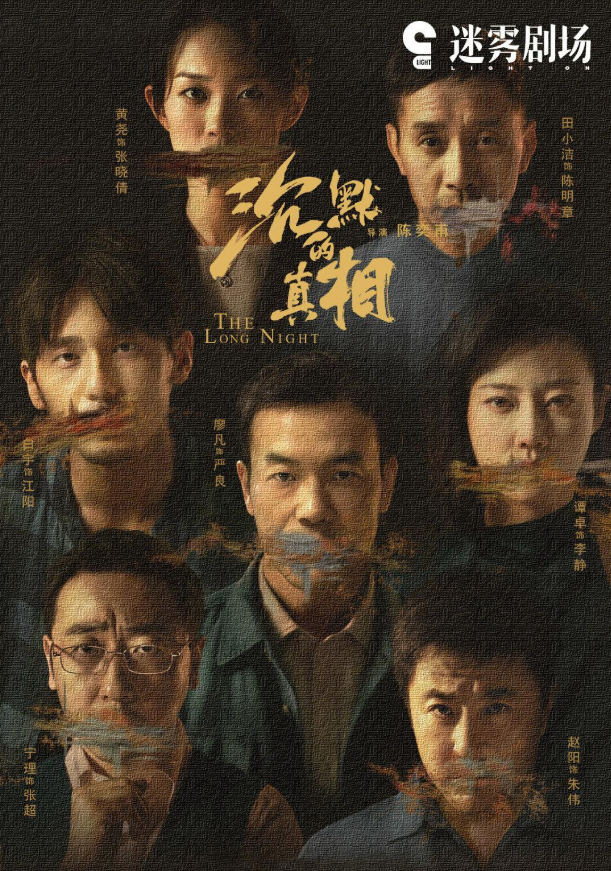 迷雾剧场
LIGHT
LIGHT ON
黄尧 饰 张晓倩
田小洁 饰 陈明章
沉默的真相
导演 陈奕甫
THE
LONG NIGHT
白宇 饰 江阳
廖凡 饰 严良
谭卓 饰 李静
宁理 饰 张超
赵阳 饰 朱伟